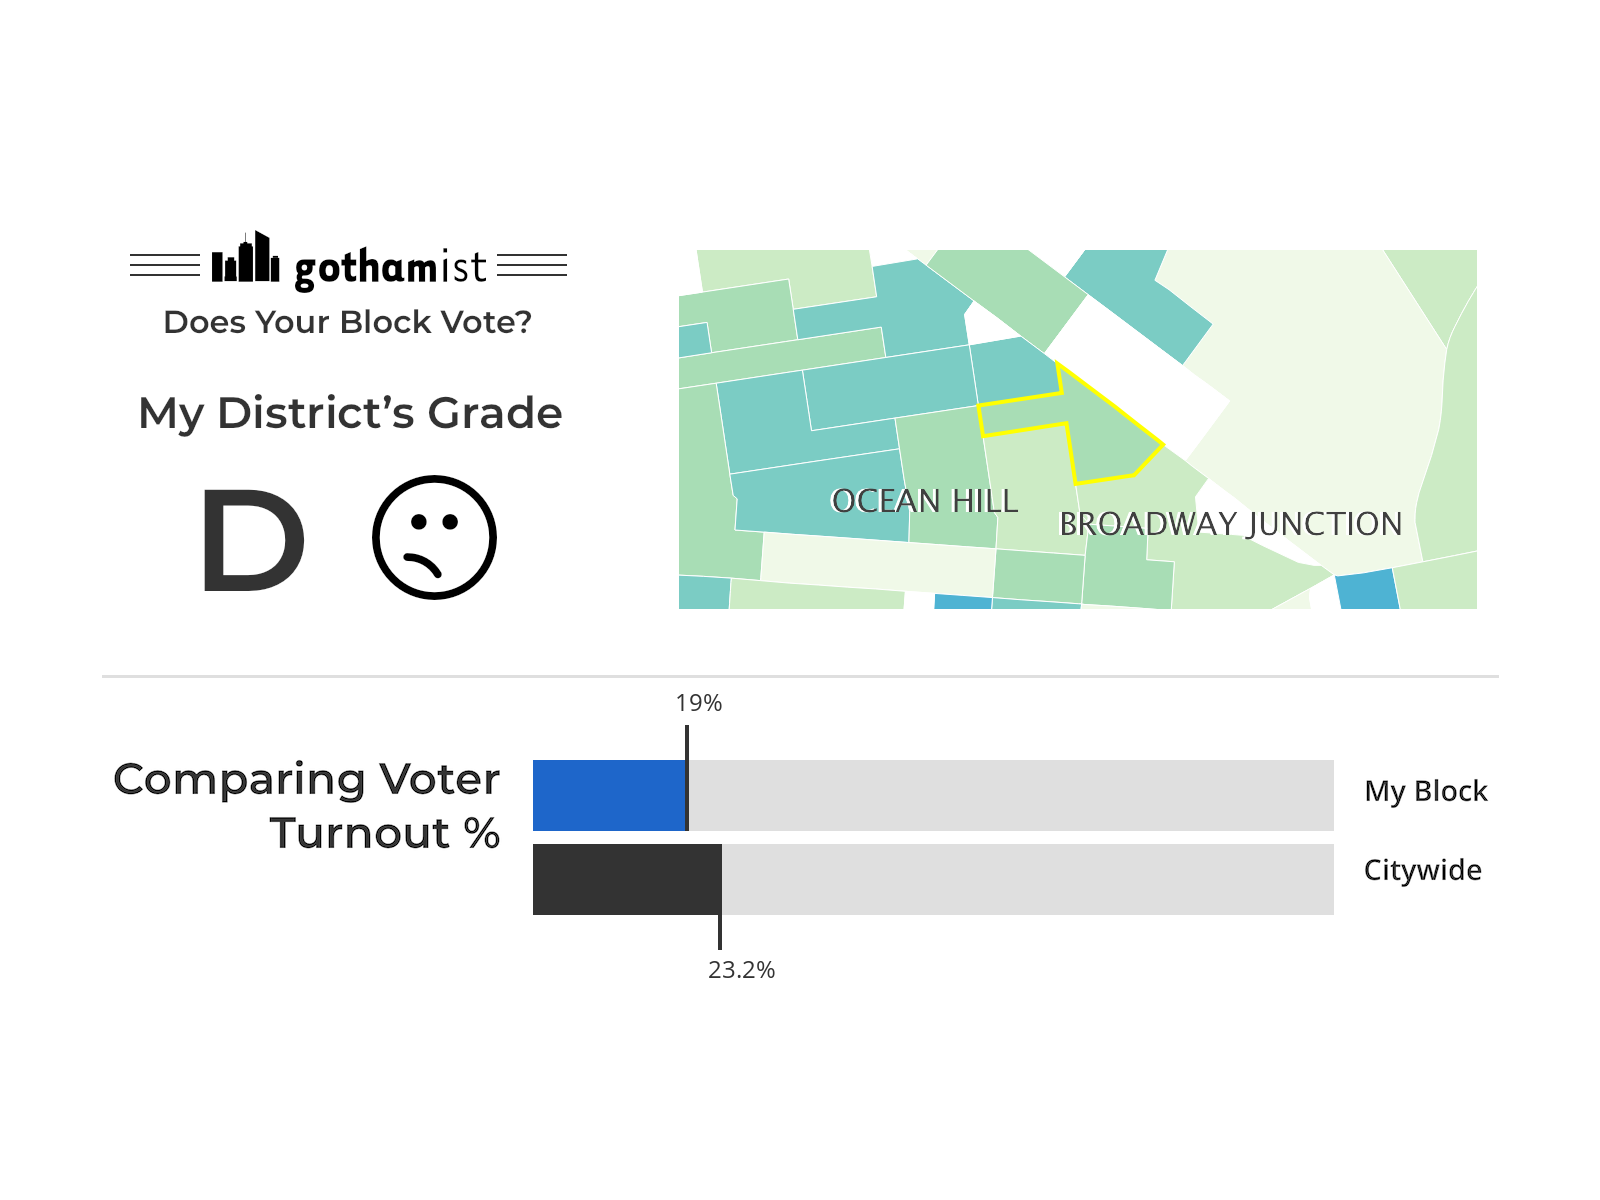 gothamist
Does Your Block Vote?
My District’s Grade
D
OCEAN HILL
BROADWAY JUNCTION
19%
Comparing Voter
Turnout %
My Block
Citywide
23.2%